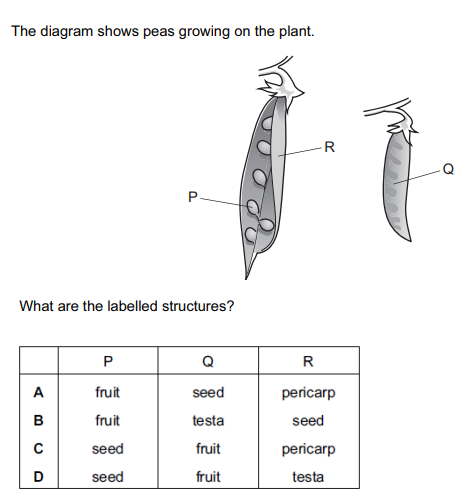 The diagram shows peas growing on the plant.
R
Q
P
What are the labelled structures?
P Q R
A fruit seed pericarp
B fruit testa seed
C seed fruit pericarp
D seed fruit testa